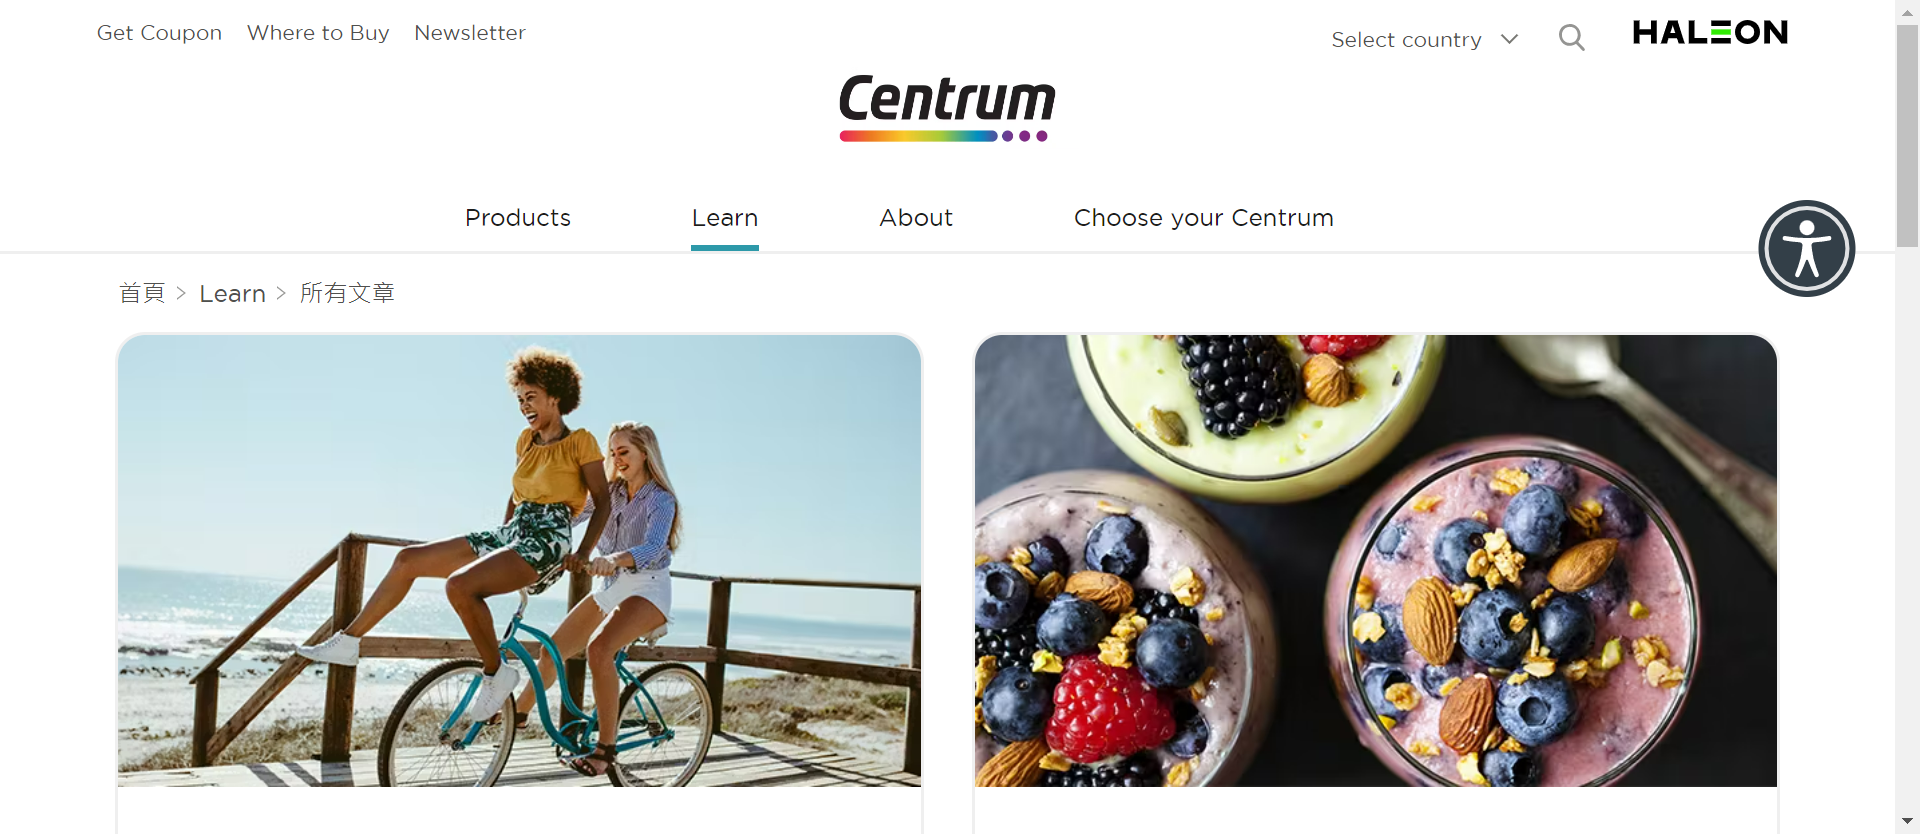 Get Coupon Where to Buy Newsletter
Select country
HALEON
Centrum
Products Learn About Choose your Centrum
首頁 > Learn > 所有文章